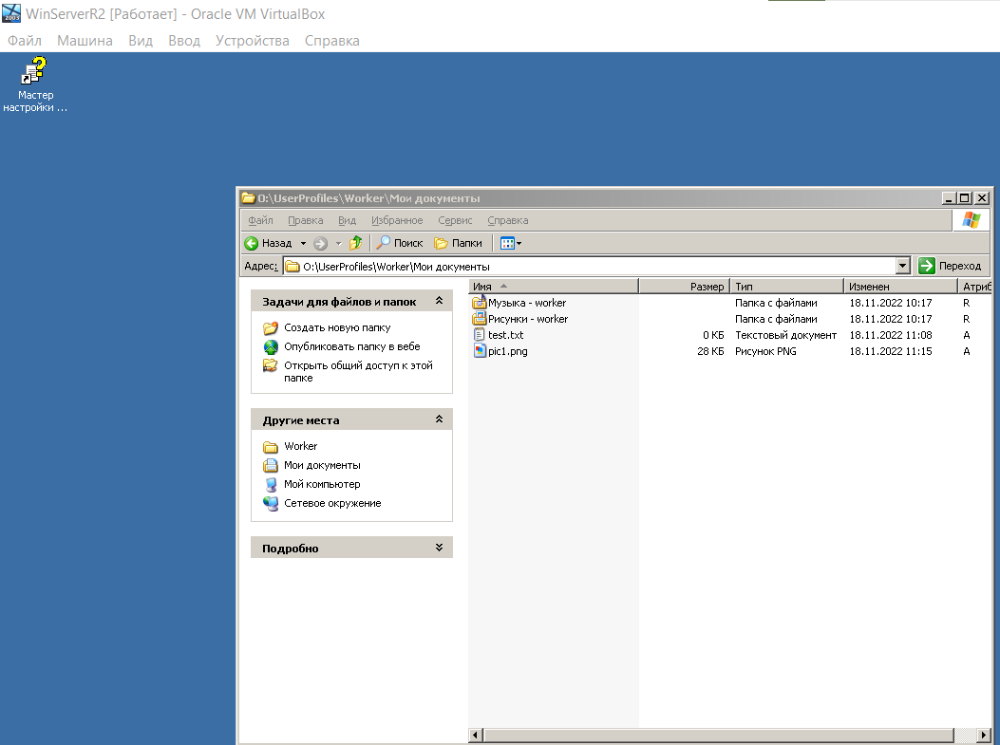 WinServerR2 [Работает] - Oracle VM VirtualBox
Файл Машина Вид Ввод Устройства Справка
Мастер
настройки ...
O:\UserProfiles\Worker\Мои документы
Файл Правка Вид Избранное Сервис Справка
Назад Поиск Папки
Адрес: O:\UserProfiles\Worker\Мои документы Переход
Задачи для файлов и папок
Создать новую папку
Опубликовать папку в вебе
Открыть общий доступ к этой
папке
Другие места
Worker
Мои документы
Мой компьютер
Сетевое окружение
Подробно
Имя Размер Тип Изменен Атриб
Музыка - worker Папка с файлами 18.11.2022 10:17 R
Рисунки - worker Папка с файлами 18.11.2022 10:17 R
test.txt 0 КБ Текстовый документ 18.11.2022 11:08 A
pic1.png 28 КБ Рисунок PNG 18.11.2022 11:15 A